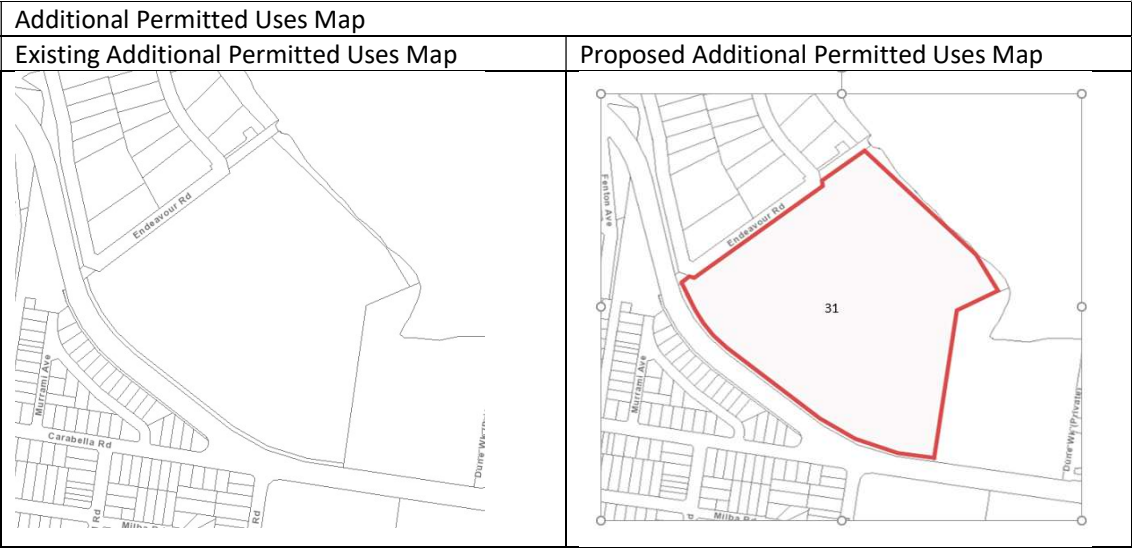 Additional Permitted Uses Map
Existing Additional Permitted Uses Map
Proposed Additional Permitted Uses Map
Endeavour Rd
Murrami Ave
Carabella Rd
Rd
Rd
Fenton Ave
Endeavour Rd
31
Murrami Ave
Durre Wk (Private)